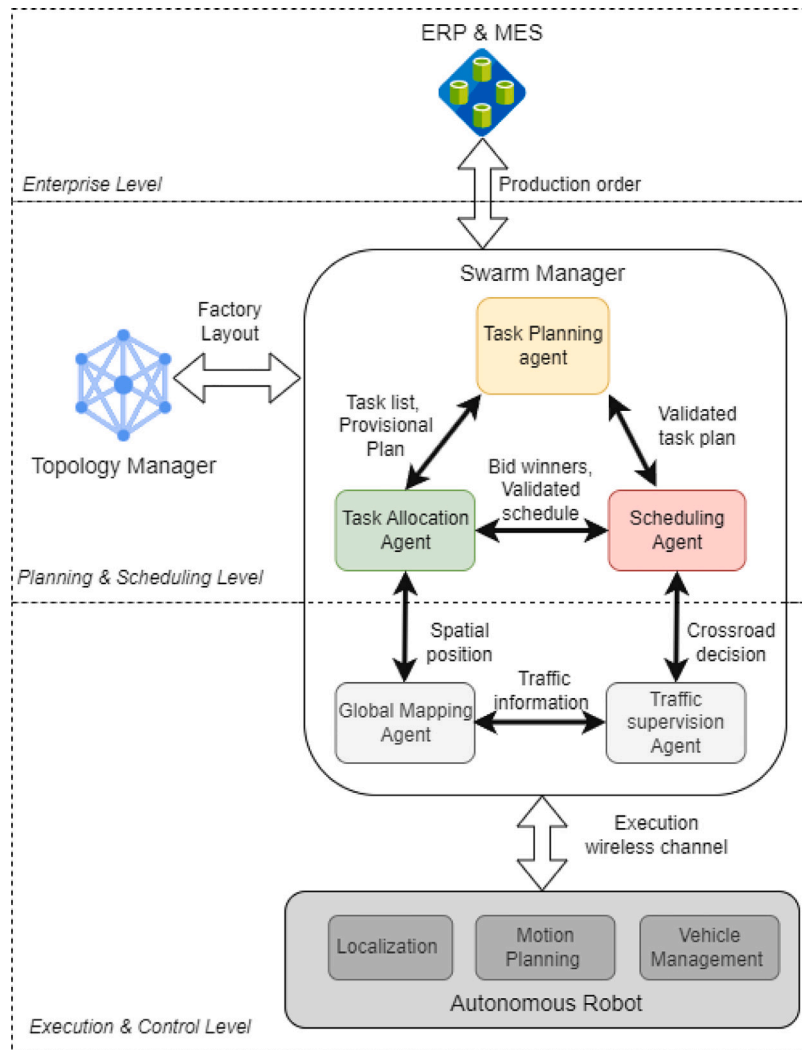 ERP & MES
Enterprise Level
Production order
Swarm Manager
Factory
Layout
Task Planning
agent
Topology Manager
Task list,
Provisional
Plan
Validated
task plan
Bid winners,
Validated
schedule
Task Allocation
Agent
Scheduling
Agent
Planning & Scheduling Level
Spatial
position
Crossroad
decision
Traffic
information
Global Mapping
Agent
Traffic
supervision
Agent
Execution
wireless channel
Localization
Motion
Planning
Vehicle
Management
Autonomous Robot
Execution & Control Level